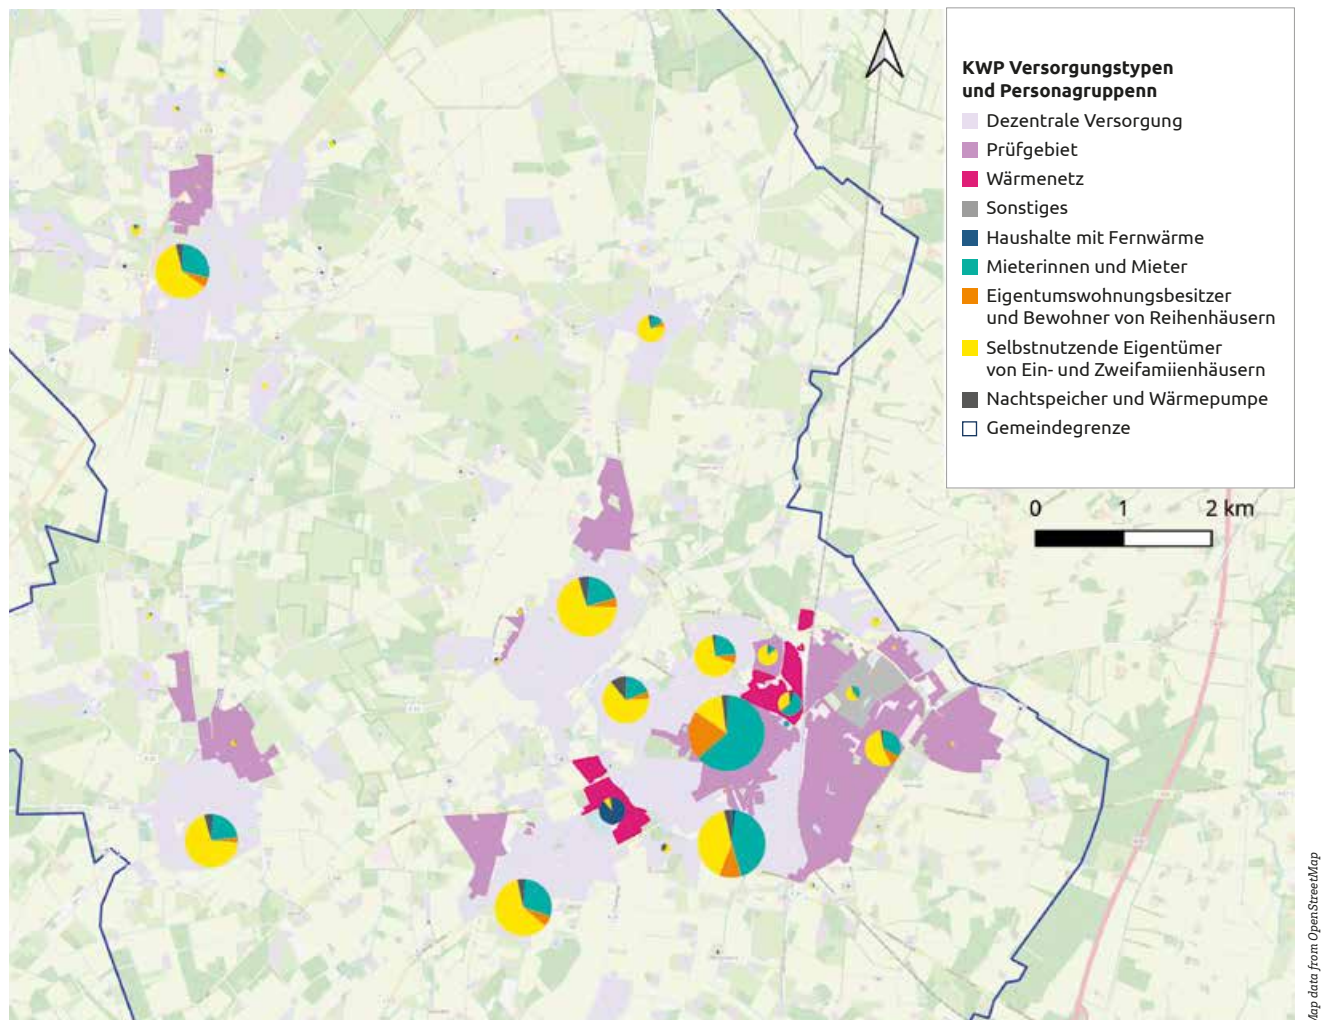 KWP Versorgungstypen
und Personagruppenn
Dezentrale Versorgung
Prüfgebiet
Wärmenetz
Sonstiges
Haushalte mit Fernwärme
Mieterinnen und Mieter
Eigentumswohnungsbesitzer
und Bewohner von Reihenhäusern
Selbstnutzende Eigentümer
von Ein- und Zweifamiienhäusern
Nachtspeicher und Wärmepumpe
Gemeindegrenze
0 1 2 km
Map data from OpenStreetMap